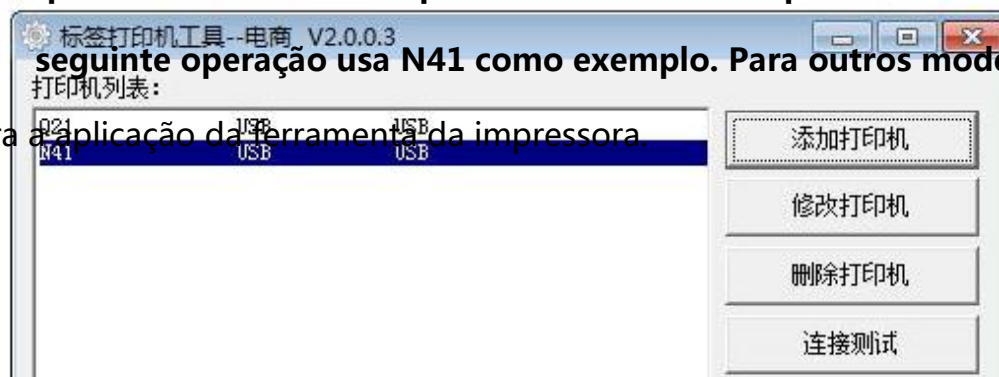 标签打印机工具--电商 V2.0.0.3
seguinte operação usa N41 como exemplo. Para outros mode
打印机列表:
Q21 USB USB
a aplicação da ferramenta da impressora.
N41 USB USB
添加打印机
修改打印机
删除打印机
连接测试